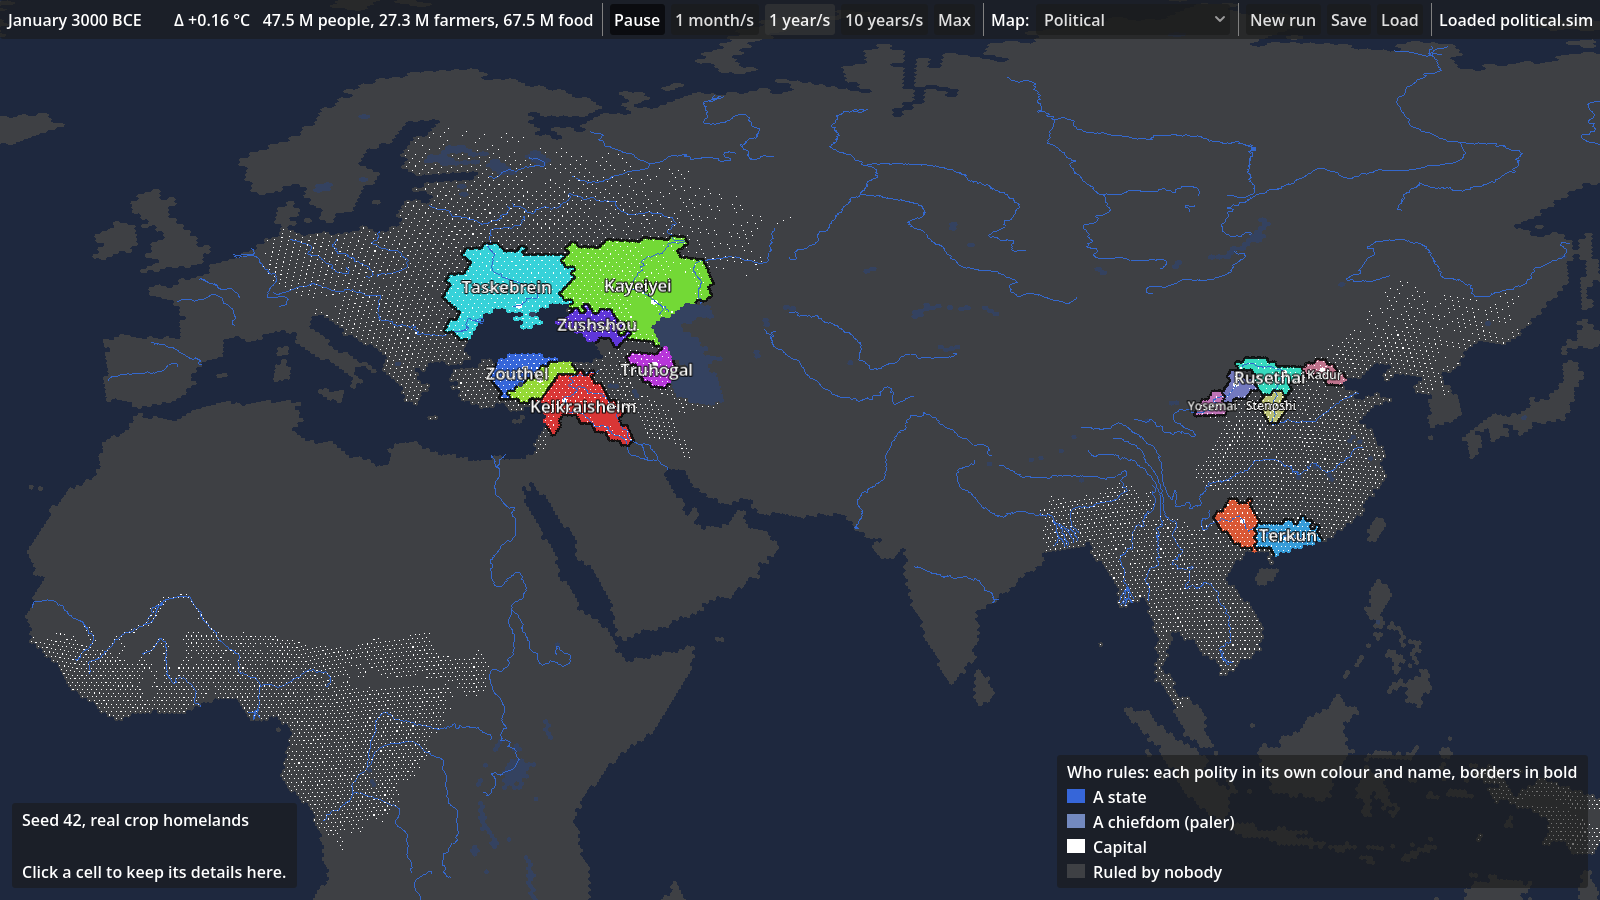 January 3000 BCE Δ +0.16 °C 47.5 M people, 27.3 M farmers, 67.5 M food Pause 1 month/s 1 year/s 10 years/s Max Map: Political New run Save Load Loaded political.sim
Taskebrein
Kayeiyei
Zushshou
Zouthel
Truhogal
Keikraisheim
Rusethai
Kadur
Yosemai
Stenoshi
Terkun
Who rules: each polity in its own colour and name, borders in bold
A state
A chiefdom (paler)
Capital
Ruled by nobody
Seed 42, real crop homelands
Click a cell to keep its details here.